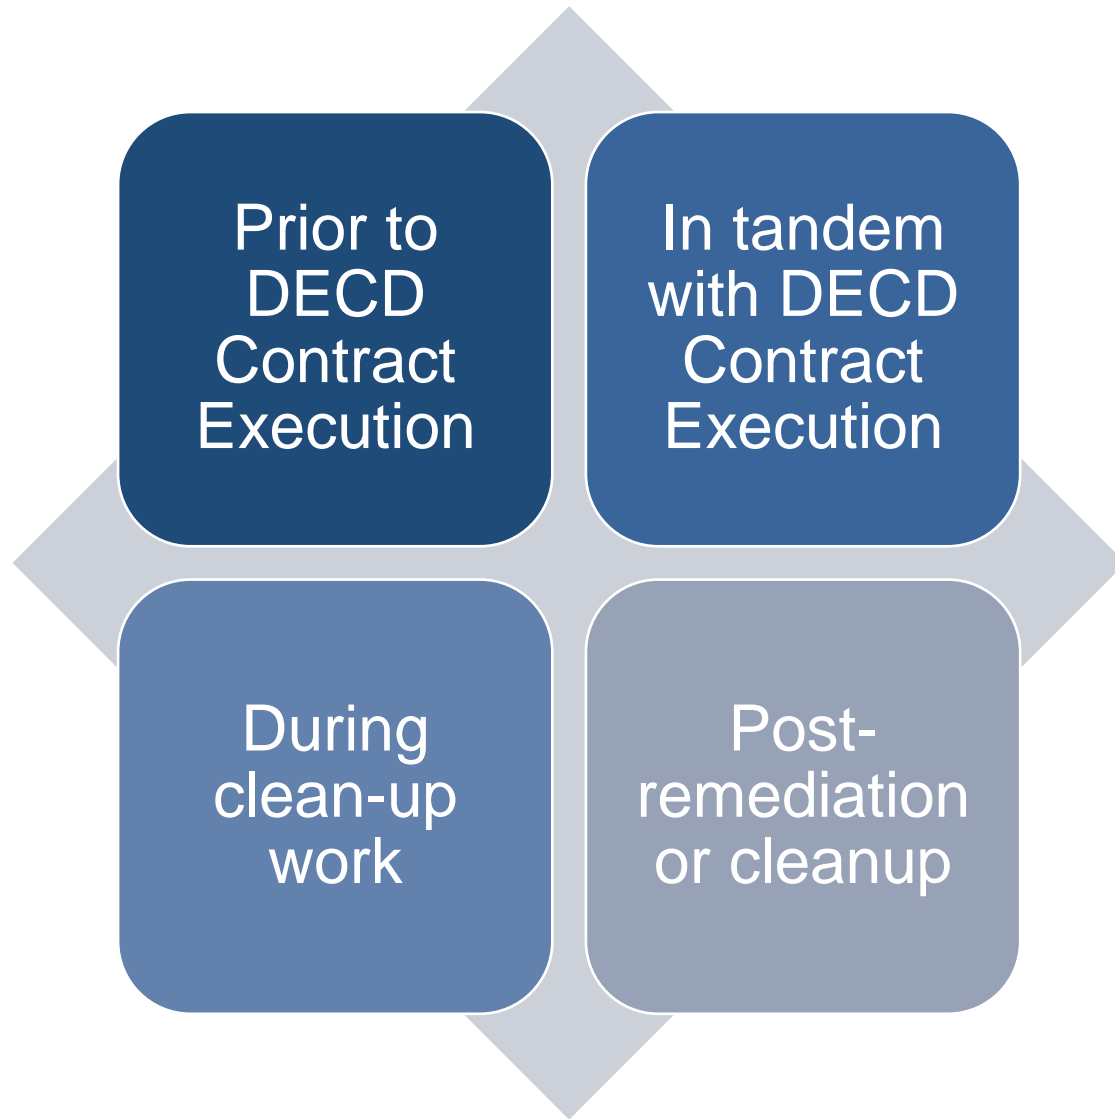 Prior to
DECD
Contract
Execution
In tandem
with DECD
Contract
Execution
During
clean-up
work
Post-
remediation
or cleanup